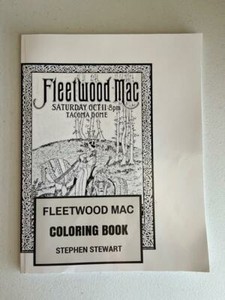 Fleetwood Mac
SATURDAY OCT 11 · 8pm
TACOMA DOME
FLEETWOOD MAC
COLORING BOOK
STEPHEN STEWART